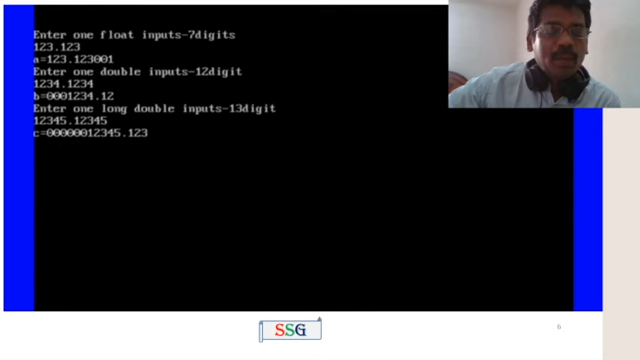 Enter one float inputs-7digits
123.123
a=123.123001
Enter one double inputs-12digit
1234.1234
b=0001234.12
Enter one long double inputs-13digit
12345.12345
c=00000012345.123
SSG
6